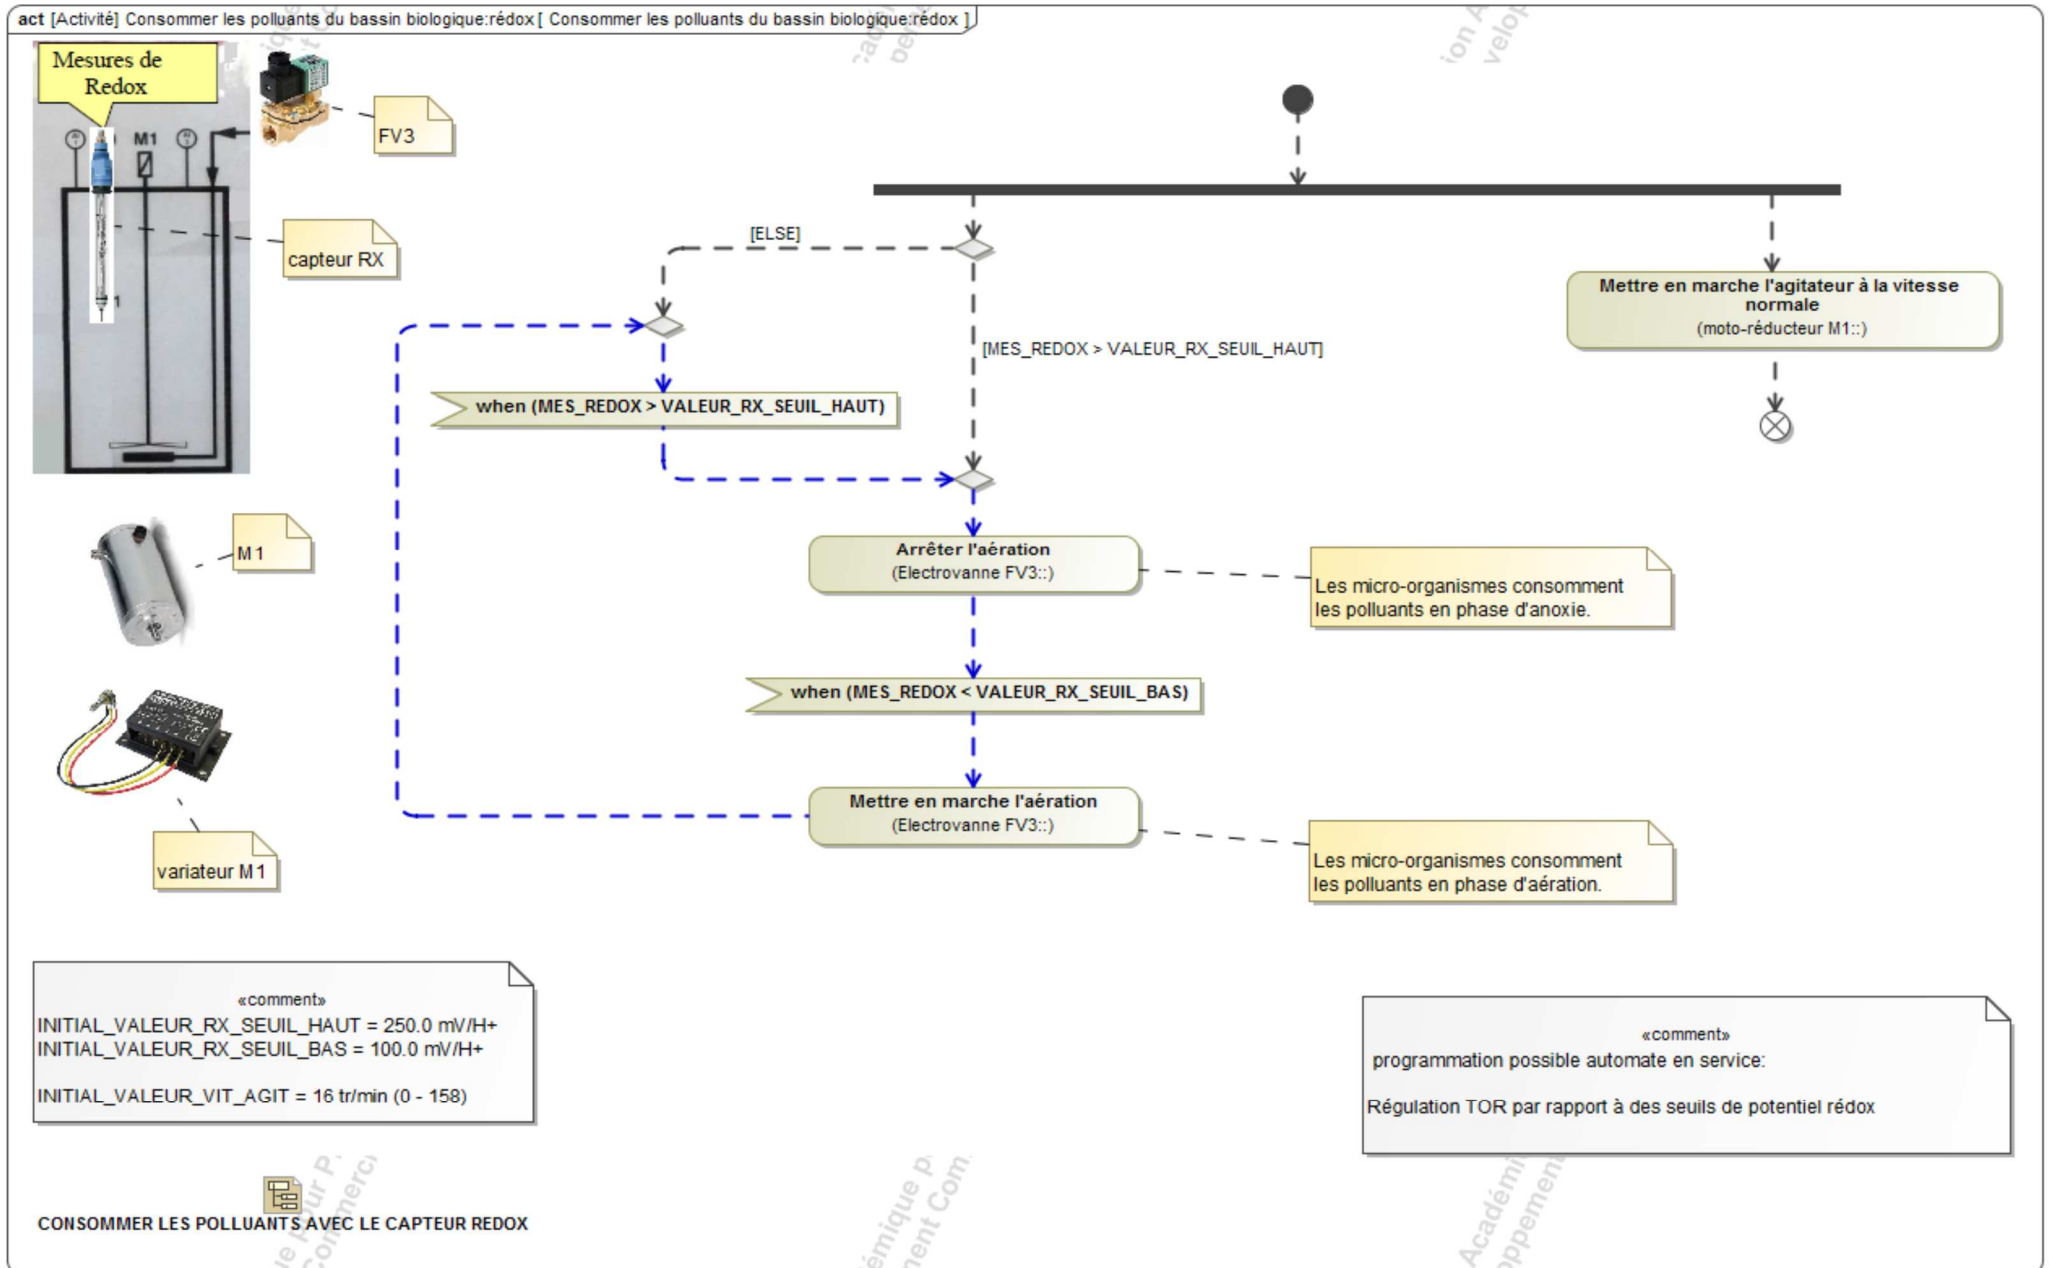 act [Activité] Consommer les polluants du bassin biologique:rédox [ Consommer les polluants du bassin biologique:rédox ]
Mesures de
Redox
M1
FV3
capteur RX
1
[ELSE]
[MES_REDOX > VALEUR_RX_SEUIL_HAUT]
Mettre en marche l'agitateur à la vitesse
normale
(moto-réducteur M1::)
when (MES_REDOX > VALEUR_RX_SEUIL_HAUT)
M1
Arrêter l'aération
(Electrovanne FV3::)
Les micro-organismes consomment
les polluants en phase d'anoxie.
when (MES_REDOX < VALEUR_RX_SEUIL_BAS)
variateur M1
Mettre en marche l'aération
(Electrovanne FV3::)
Les micro-organismes consomment
les polluants en phase d'aération.
«comment»
INITIAL_VALEUR_RX_SEUIL_HAUT = 250.0 mV/H+
INITIAL_VALEUR_RX_SEUIL_BAS = 100.0 mV/H+
INITIAL_VALEUR_VIT_AGIT = 16 tr/min (0 - 158)
«comment»
programmation possible automate en service:
Régulation TOR par rapport à des seuils de potentiel rédox
CONSOMMER LES POLLUANTS AVEC LE CAPTEUR REDOX